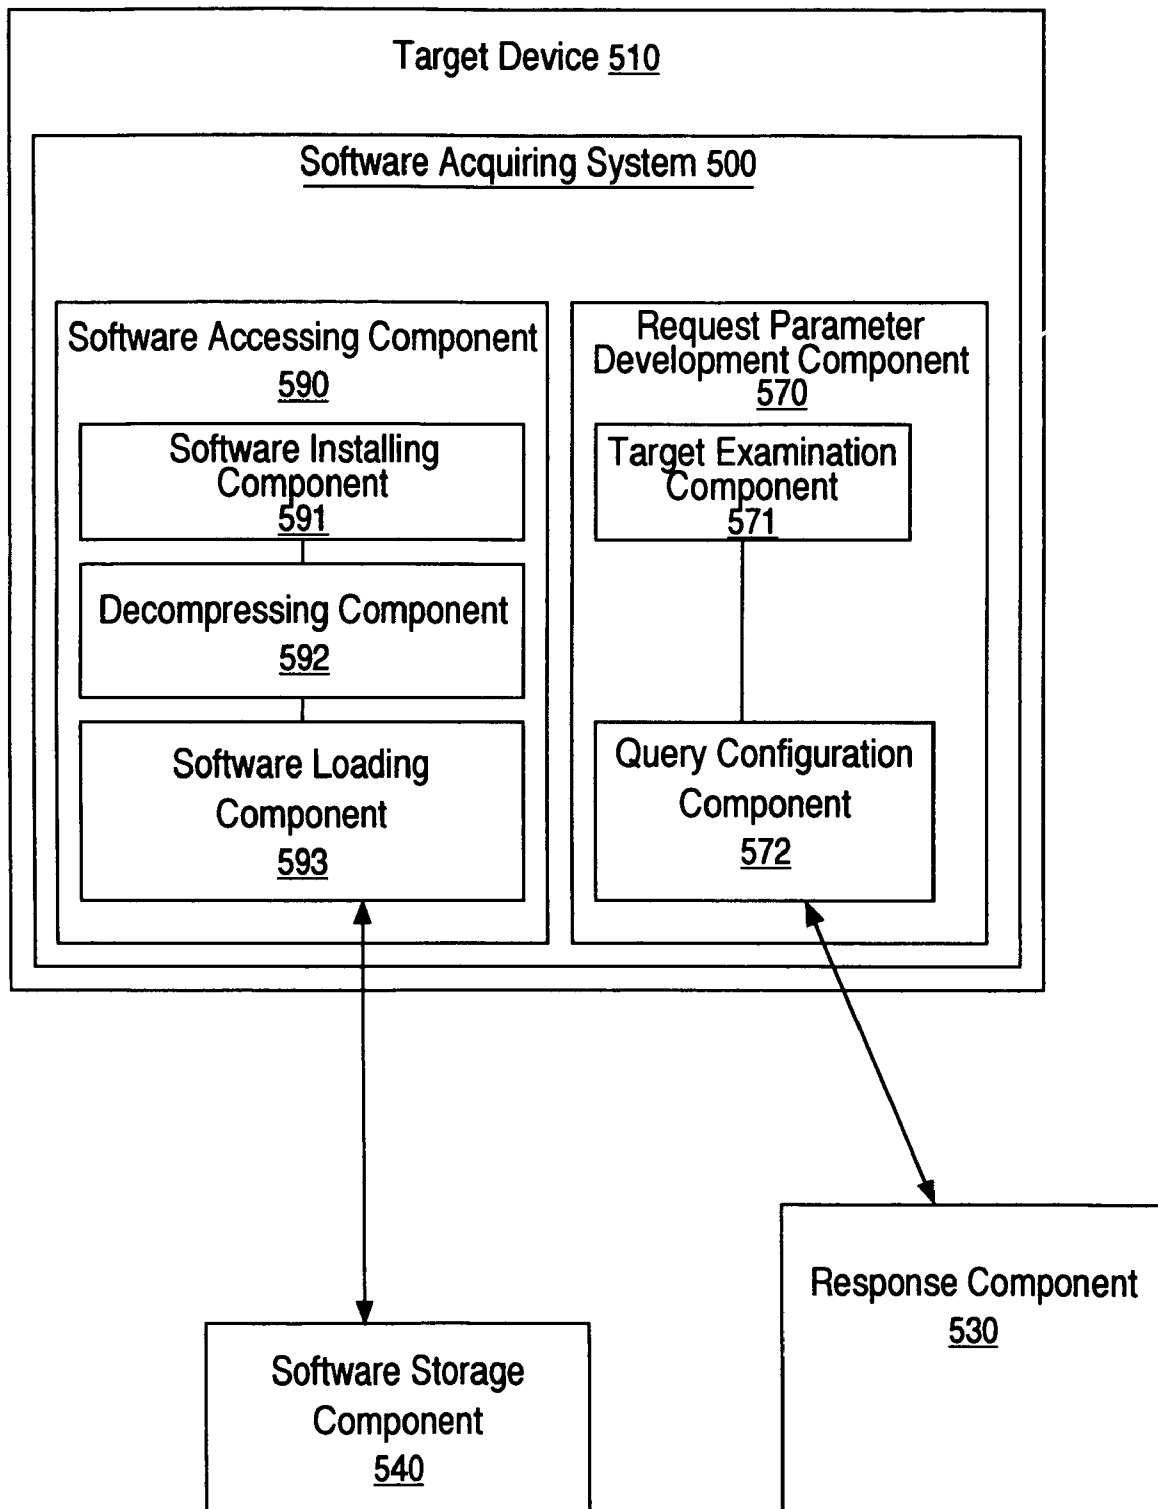 Target Device 510
Software Acquiring System 500
Software Accessing Component
590
Software Installing
Component
591
Decompressing Component
592
Software Loading
Component
593
Request Parameter
Development Component
570
Target Examination
Component
571
Query Configuration
Component
572
Software Storage
Component
540
Response Component
530